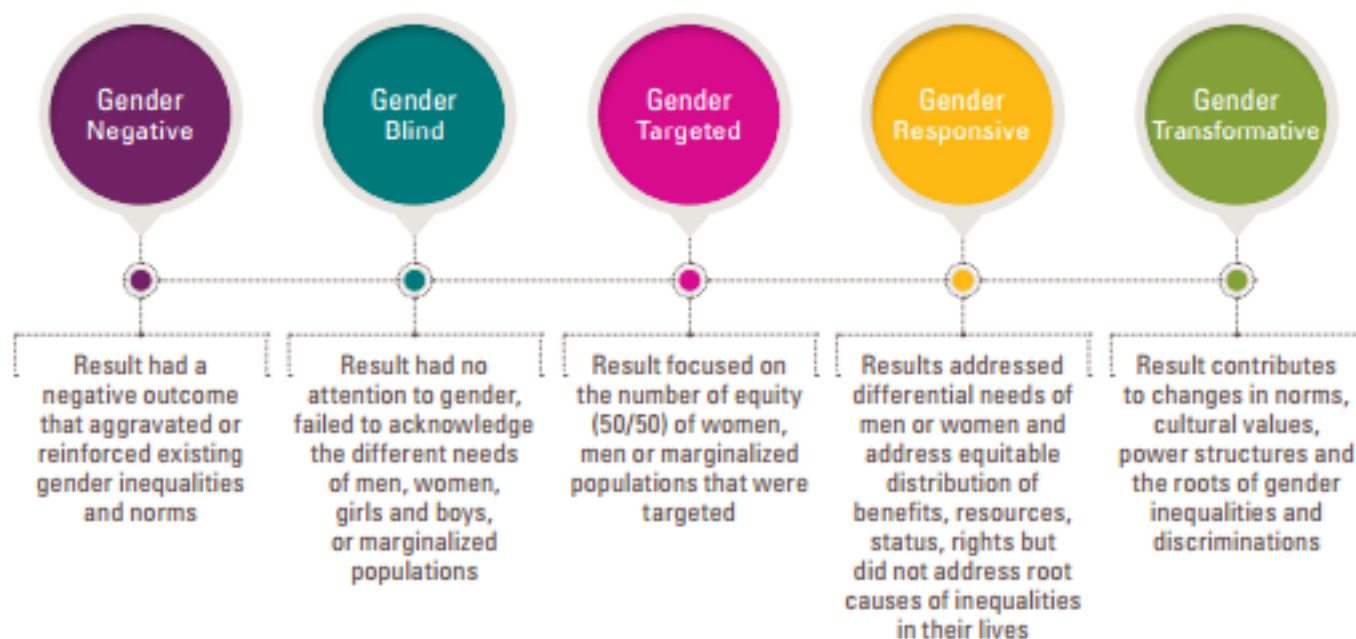 Gender
Negative
Gender
Blind
Gender
Targeted
Gender
Responsive
Gender
Transformative
Result had a
negative outcome
that aggravated or
reinforced existing
gender inequalities
and norms
Result had no
attention to gender,
failed to acknowledge
the different needs
of men, women,
girls and boys,
or marginalized
populations
Result focused on
the number of equity
(50/50) of women,
men or marginalized
populations that were
targeted
Results addressed
differential needs of
men or women and
address equitable
distribution of
benefits, resources,
status, rights but
did not address root
causes of inequalities
in their lives
Result contributes
to changes in norms,
cultural values,
power structures and
the roots of gender
inequalities and
discriminations